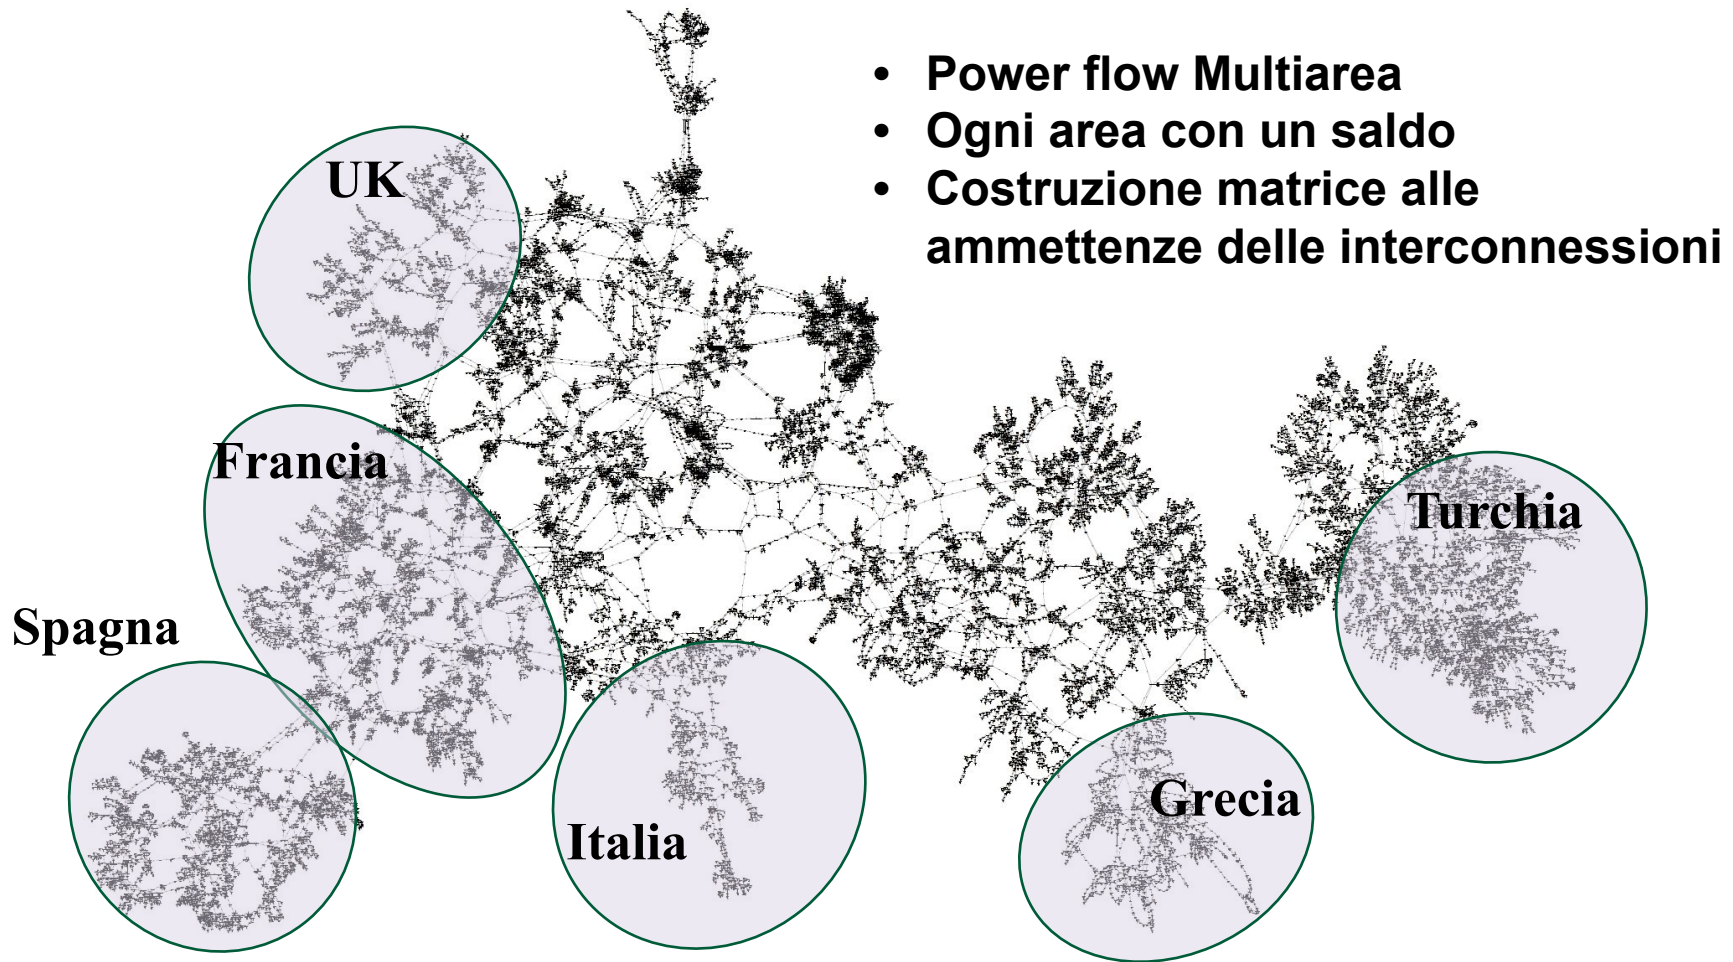 • Power flow Multiarea
• Ogni area con un saldo
• Costruzione matrice alle
ammettenze delle interconnessioni
UK
Francia
Turchia
Spagna
Grecia
Italia